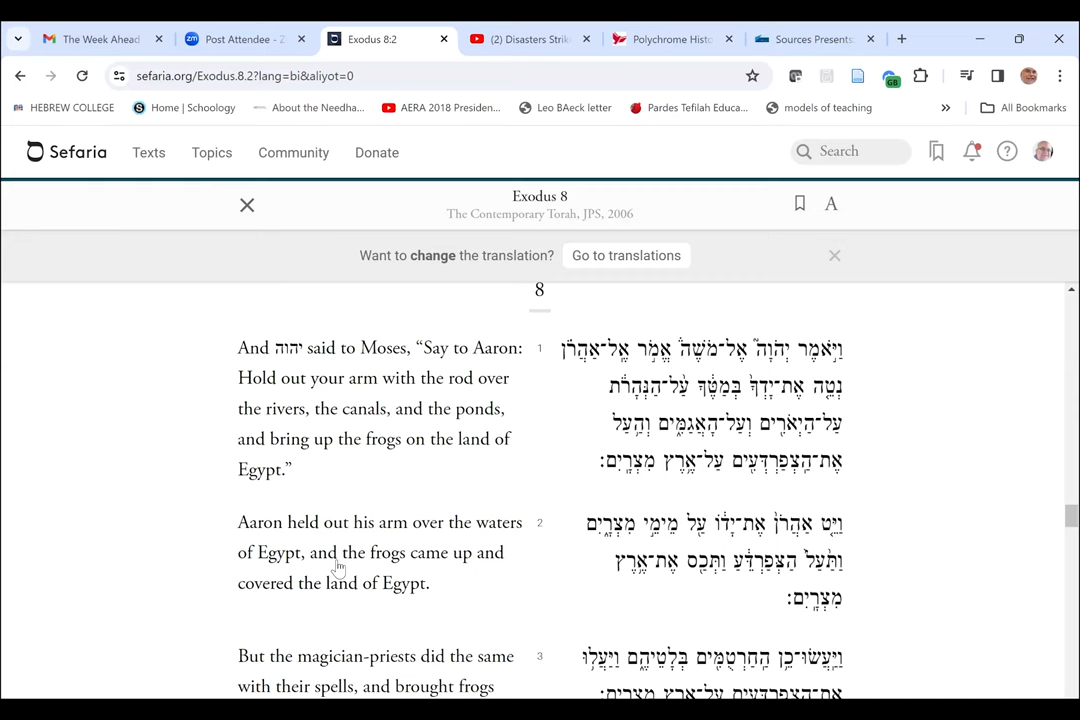 The Week Ahead
Post Attendee - Z
Exodus 8:2
(2) Disasters Strik
Polychrome Histo
Sources Presents:
sefaria.org/Exodus.8.2?lang=bi&aliyot=0
GB
HEBREW COLLEGE
Home | Schoology
About the Needha...
AERA 2018 Presiden...
Leo BAeck letter
Pardes Tefilah Educa...
models of teaching
»
All Bookmarks
Sefaria
Texts
Topics
Community
Donate
Search
Exodus 8
The Contemporary Torah, JPS, 2006
A
Want to change the translation?
Go to translations
8
And יהוה said to Moses, “Say to Aaron:
Hold out your arm with the rod over
the rivers, the canals, and the ponds,
and bring up the frogs on the land of
Egypt.”
1
וַיֹּ֣אמֶר יְהֹוָה֮ אֶל־מֹשֶׁה֒ אֱמֹ֣ר אֶֽל־אַהֲרֹ֗ן
נְטֵ֤ה אֶת־יָדְךָ֙ בְּמַטֶּ֔ךָ עַ֨ל־הַנְּהָרֹ֔ת
עַל־הַיְאֹרִ֖ים וְעַל־הָאֲגַמִּ֑ים וְהַ֥עַל
אֶת־הַֽצְפַרְדְּעִ֖ים עַל־אֶ֥רֶץ מִצְרָֽיִם׃
Aaron held out his arm over the waters
of Egypt, and the frogs came up and
covered the land of Egypt.
2
וַיֵּ֤ט אַהֲרֹן֙ אֶת־יָד֔וֹ עַ֖ל מֵימֵ֣י מִצְרָ֑יִם
וַתַּ֙עַל֙ הַצְּפַרְדֵּ֔עַ וַתְּכַ֖ס אֶת־אֶ֥רֶץ
מִצְרָֽיִם׃
But the magician-priests did the same
with their spells, and brought frogs
3
וַיַּֽעֲשׂוּ־כֵ֥ן הַֽחַרְטֻמִּ֖ים בְּלָטֵיהֶ֑ם וַיַּעֲל֥וּ
אֶת־הַֽצְפַרְדְּעִ֖ים עַל־אֶ֥רֶץ מִצְרָֽיִם׃